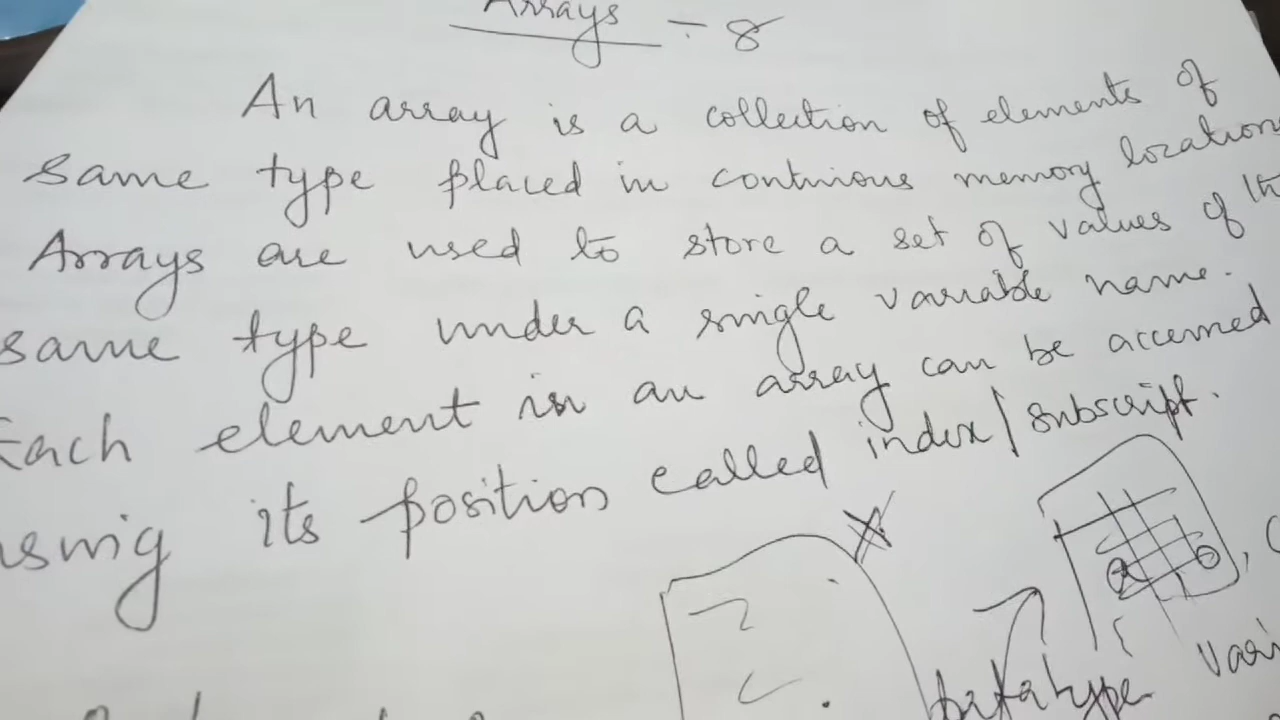 Arrays :- 8
An array is a collection of elements of
same type placed in continious memory locations
Arrays are used to store a set of values of the
same type under a single variable name.
Each element in an array can be accessed
using its position called index/subscript.
datatype vari